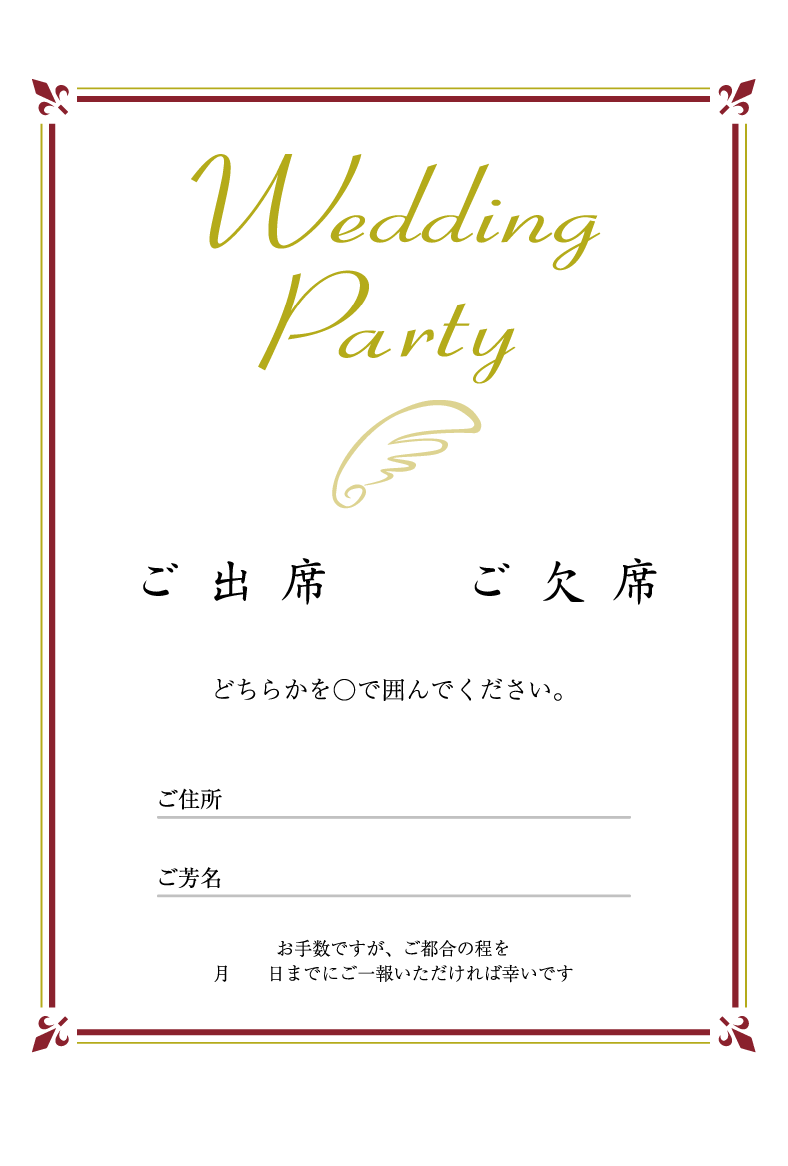 Wedding
Party
ご出席　ご欠席
どちらかを〇で囲んでください。
ご住所
ご芳名
お手数ですが、ご都合の程を
月　　日までにご一報いただければ幸いです